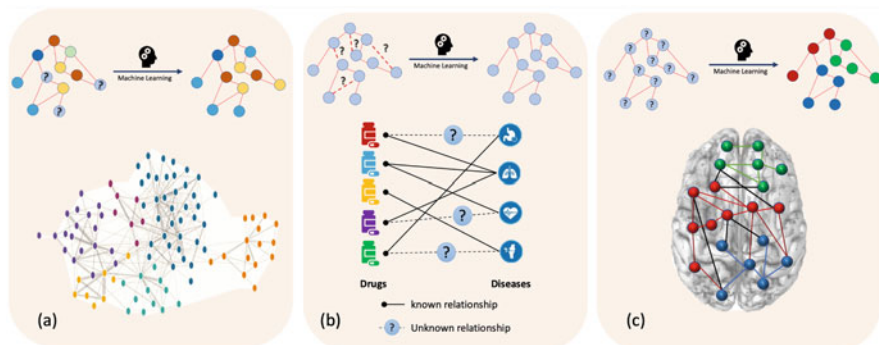 Machine Learning
? ? ?
(a)
? ? ? ?
Machine Learning
?
?
?
Drugs
Diseases
known relationship
?
Unknown relationship
(b)
? ? ? ? ? ? ? ? ? ? ?
Machine Learning
(c)